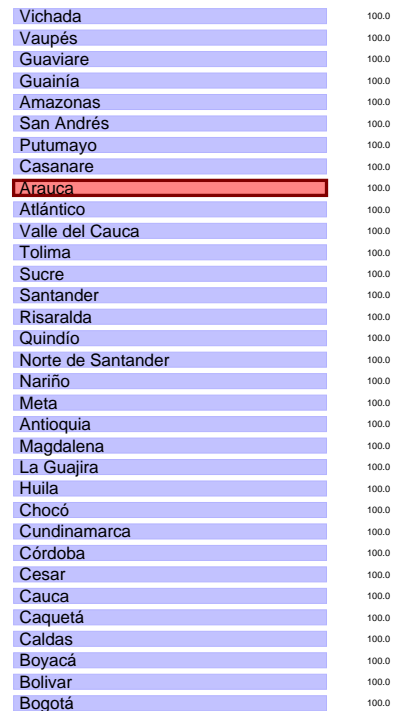 Vichada 100.0
Vaupés 100.0
Guaviare 100.0
Guainía 100.0
Amazonas 100.0
San Andrés 100.0
Putumayo 100.0
Casanare 100.0
Arauca 100.0
Atlántico 100.0
Valle del Cauca 100.0
Tolima 100.0
Sucre 100.0
Santander 100.0
Risaralda 100.0
Quindío 100.0
Norte de Santander 100.0
Nariño 100.0
Meta 100.0
Antioquia 100.0
Magdalena 100.0
La Guajira 100.0
Huila 100.0
Chocó 100.0
Cundinamarca 100.0
Córdoba 100.0
Cesar 100.0
Cauca 100.0
Caquetá 100.0
Caldas 100.0
Boyacá 100.0
Bolivar 100.0
Bogotá 100.0